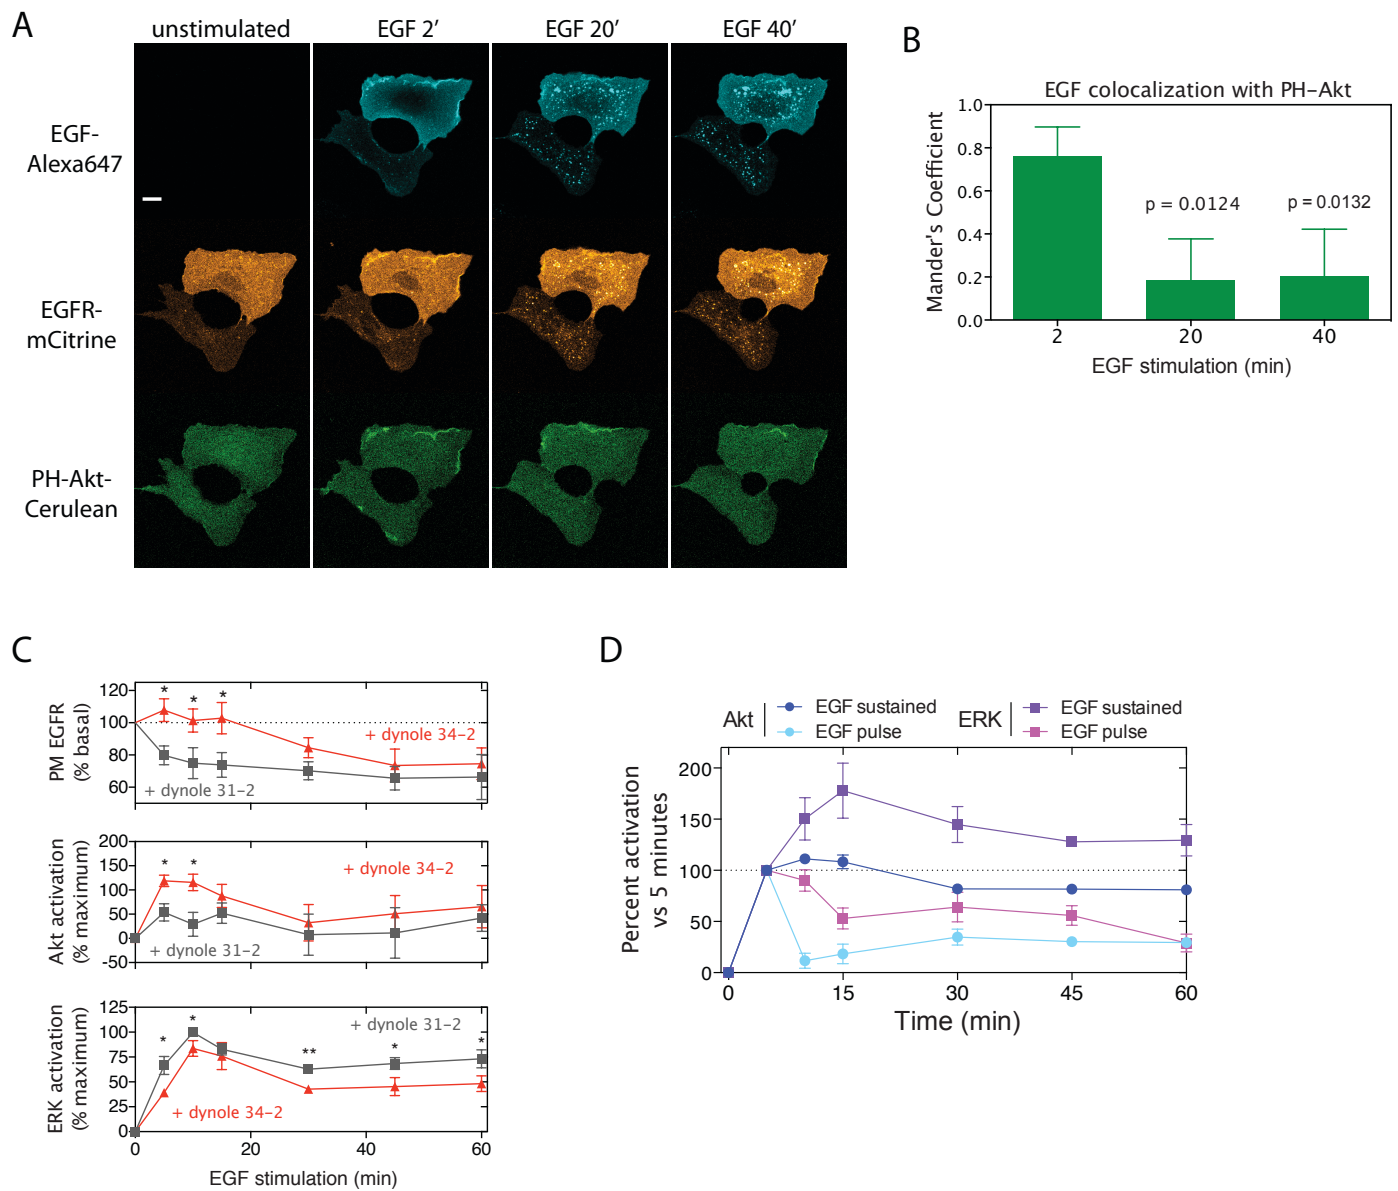 A
unstimulated
EGF 2′
EGF 20′
EGF 40′
EGF-
Alexa647
EGFR-
mCitrine
PH-Akt-
Cerulean
B
EGF colocalization with PH–Akt
Mander's Coefficient
1.0
0.8
0.6
0.4
0.2
0.0
p = 0.0124
p = 0.0132
2
20
40
EGF stimulation (min)
C
PM EGFR
(% basal)
120
100
80
60
*
*
*
+ dynole 34–2
+ dynole 31–2
Akt activation
(% maximum)
200
150
100
50
0
-50
*
*
+ dynole 34–2
+ dynole 31–2
ERK activation
(% maximum)
125
100
75
50
25
0
*
*
**
*
*
+ dynole 31–2
+ dynole 34–2
0
20
40
60
EGF stimulation (min)
D
Akt
EGF sustained
EGF pulse
ERK
EGF sustained
EGF pulse
Percent activation
vs 5 minutes
200
150
100
50
0
0
15
30
45
60
Time (min)